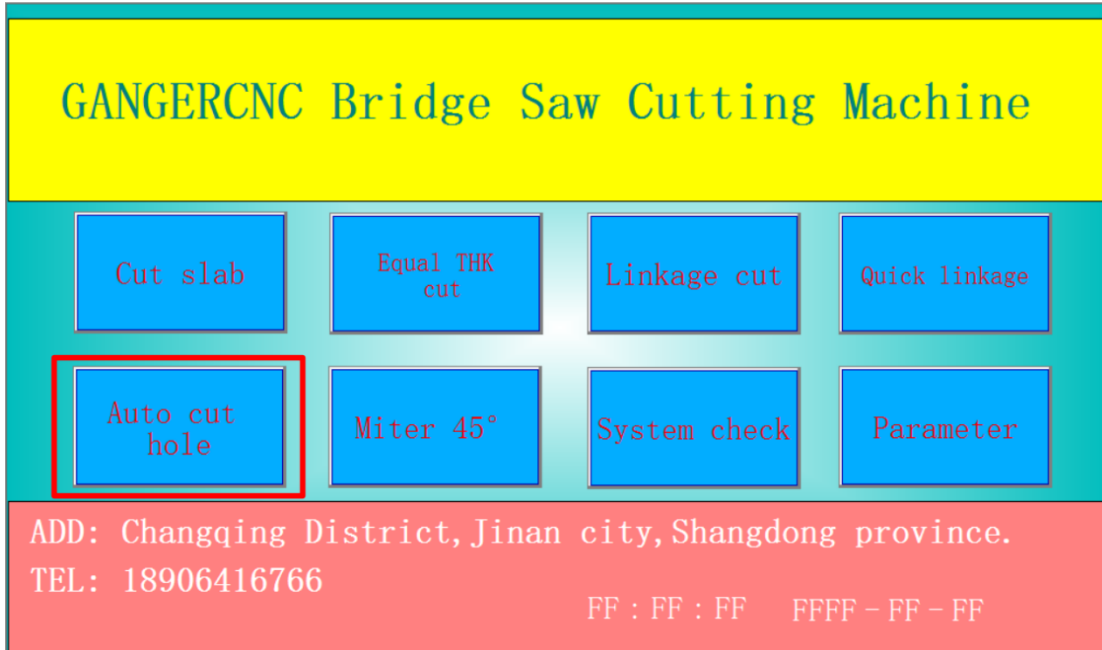 GANGERCNC Bridge Saw Cutting Machine
Cut slab
Equal THK
cut
Linkage cut
Quick linkage
Auto cut
hole
Miter 45°
System check
Parameter
ADD: Changqing District,Jinan city,Shangdong province.
TEL: 18906416766
FF : FF : FF FFFF - FF - FF